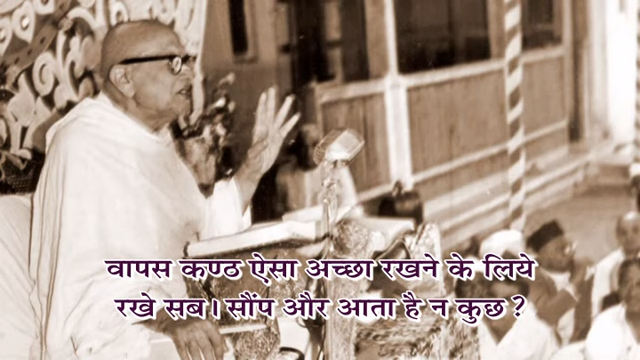 वापस कण्ठ ऐसा अच्छा रखने के लिये
रखे सब। सौंप और आता है न कुछ ?